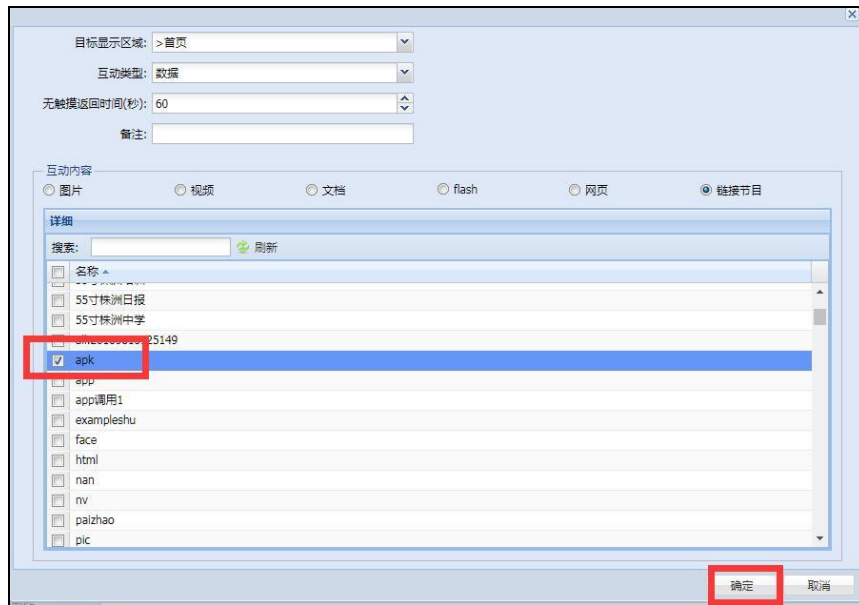 目标显示区域: >首页
互动类型: 数据
无触摸返回时间(秒): 60
备注:
互动内容
图片 视频 文档 flash 网页 链接节目
详细
搜索: 刷新
名称
55寸株洲日报
55寸株洲中学
25149
apk
app
app调用1
exampleshu
face
html
nan
nv
paizhao
pic
确定 取消